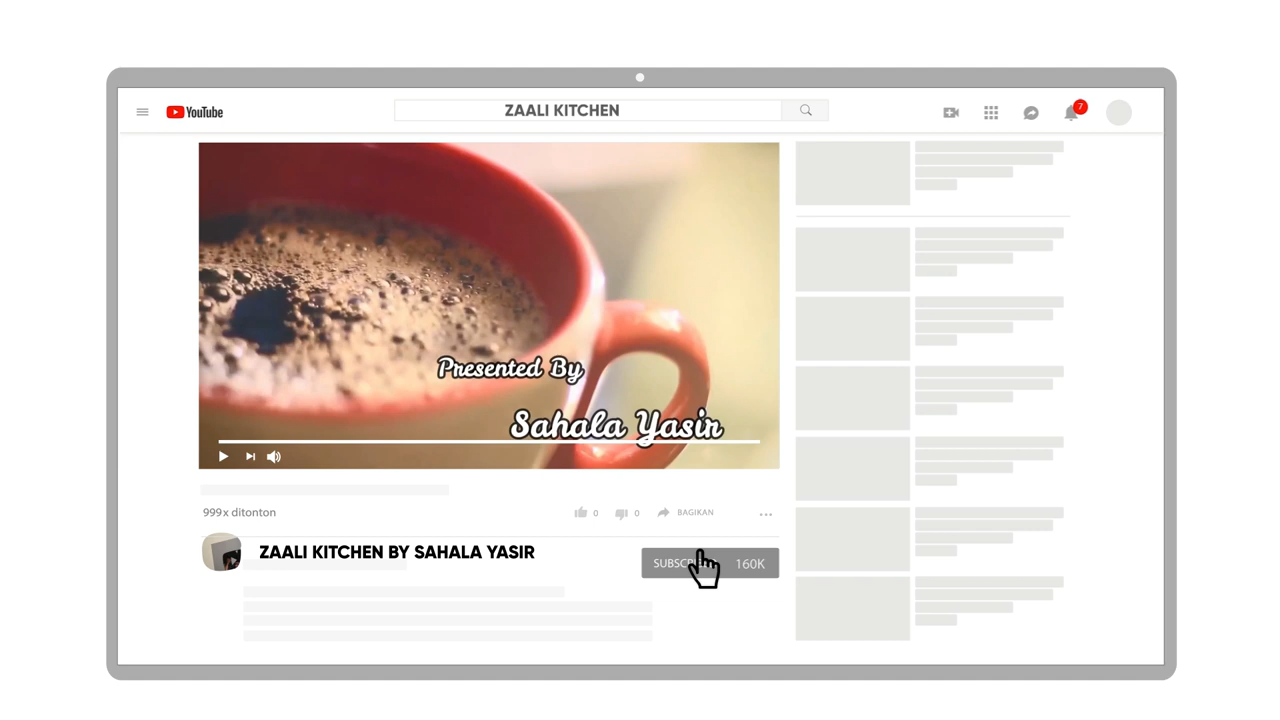 YouTube
ZAALI KITCHEN
7
Presented By
Sahala Yasir
999x ditonton
0
0
BAGIKAN
ZAALI KITCHEN BY SAHALA YASIR
160K